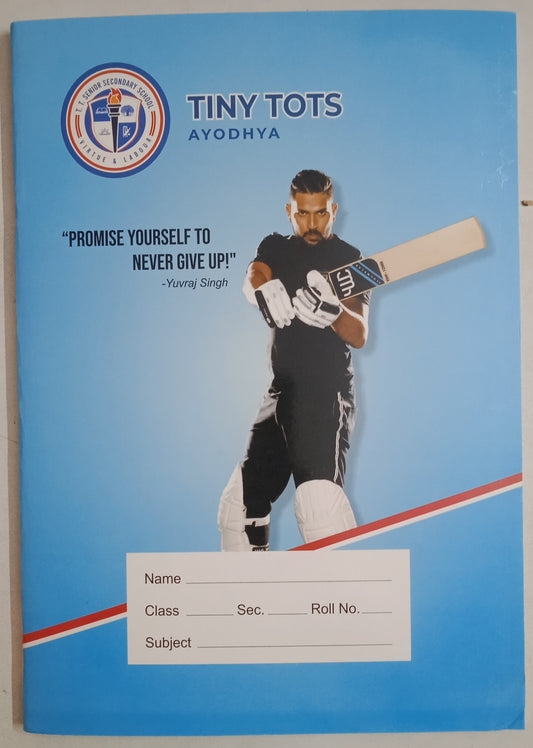 T. T. SENIOR SECONDARY SCHOOL
VIRTUE & LABOUR
TINY TOTS
AYODHYA
“PROMISE YOURSELF TO
NEVER GIVE UP!"
-Yuvraj Singh
Name
Class Sec. Roll No.
Subject